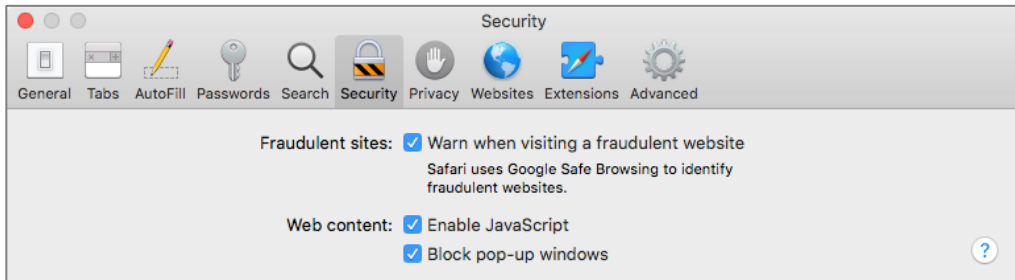 Security
General Tabs AutoFill Passwords Search Security Privacy Websites Extensions Advanced
Fraudulent sites: Warn when visiting a fraudulent website
Safari uses Google Safe Browsing to identify
fraudulent websites.
Web content: Enable JavaScript
Block pop-up windows
?